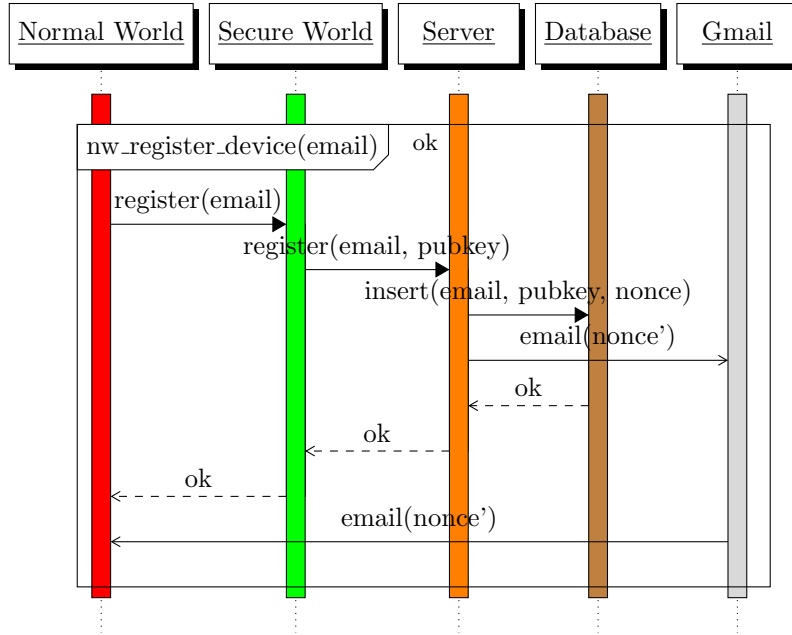 Normal World
Secure World
Server
Database
Gmail
nw_register_device(email)
ok
register(email)
register(email, pubkey)
insert(email, pubkey, nonce)
email(nonce')
ok
ok
ok
email(nonce')